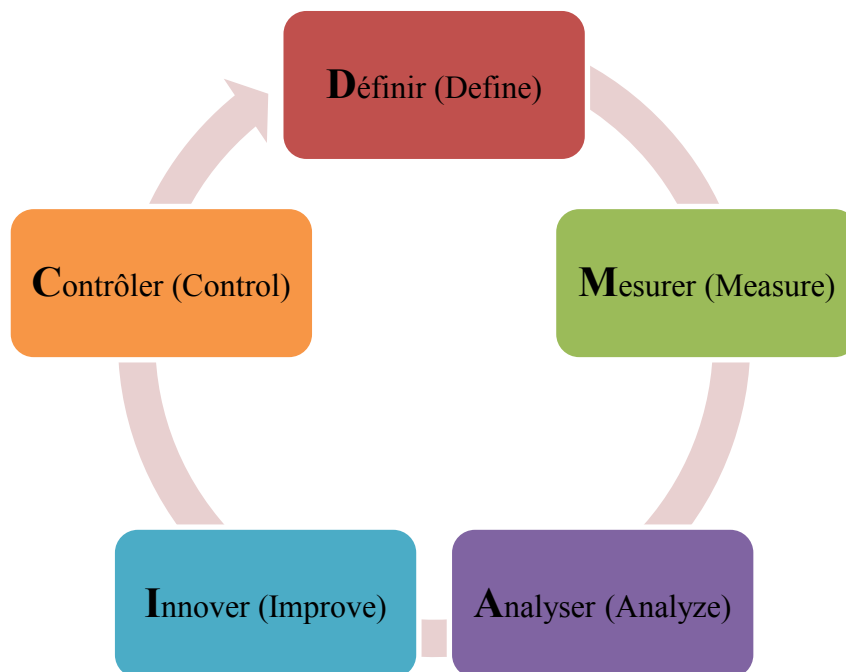 Définir (Define)
Mesurer (Measure)
Analyser (Analyze)
Innover (Improve)
Contrôler (Control)